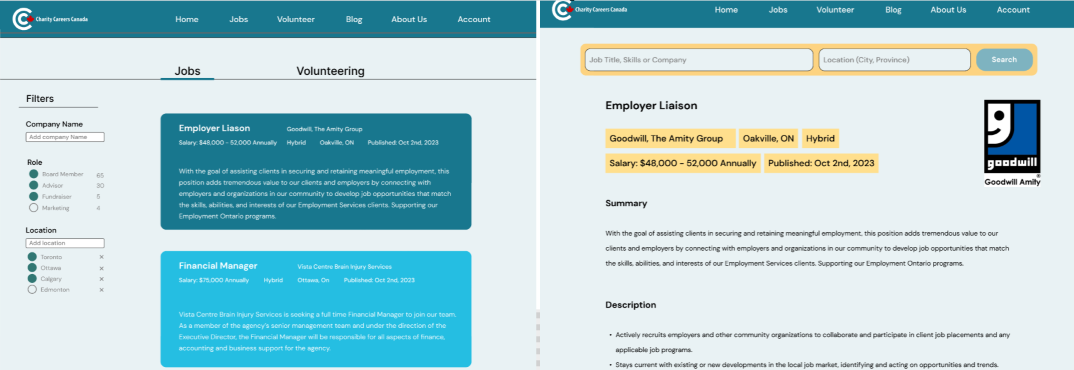 Charity Careers Canada
Home Jobs Volunteer Blog About Us Account
Jobs Volunteering
Filters
Company Name
Add company Name
Role
Board Member 65
Advisor 30
Fundraiser 5
Marketing 4
Location
Add location
Toronto ×
Ottawa ×
Calgary ×
Edmonton ×
Employer Liason Goodwill, The Amity Group
Salary: $48,000 - 52,000 Annually Hybrid Oakville, ON Published: Oct 2nd, 2023
With the goal of assisting clients in securing and retaining meaningful employment, this
position adds tremendous value to our clients and employers by connecting with
employers and organizations in our community to develop job opportunities that match
the skills, abilities, and interests of our Employment Services clients. Supporting our
Employment Ontario programs.
Financial Manager Vista Centre Brain Injury Services
Salary: $75,000 Annually Hybrid Ottawa, On Published: Oct 2nd, 2023
Vista Centre Brain Injury Services is seeking a full time Financial Manager to join our team.
As a member of the agency's senior management team and under the direction of the
Executive Director, the Financial Manager will be responsible for all aspects of finance,
accounting and business support for the agency.
Charity Careers Canada
Home Jobs Volunteer Blog About Us Account
Job Title, Skills or Company Location (City, Province) Search
Employer Liaison
Goodwill, The Amity Group Oakville, ON Hybrid
Salary: $48,000 - 52,000 Annually Published: Oct 2nd, 2023
goodwill
®
Goodwill Amity
Summary
With the goal of assisting clients in securing and retaining meaningful employment, this position adds tremendous value to our
clients and employers by connecting with employers and organizations in our community to develop job opportunities that match
the skills, abilities, and interests of our Employment Services clients. Supporting our Employment Ontario programs.
Description
• Actively recruits employers and other community organizations to collaborate and participate in client job placements and any
applicable job programs.
• Stays current with existing or new developments in the local job market, identifying and acting on opportunities and trends.